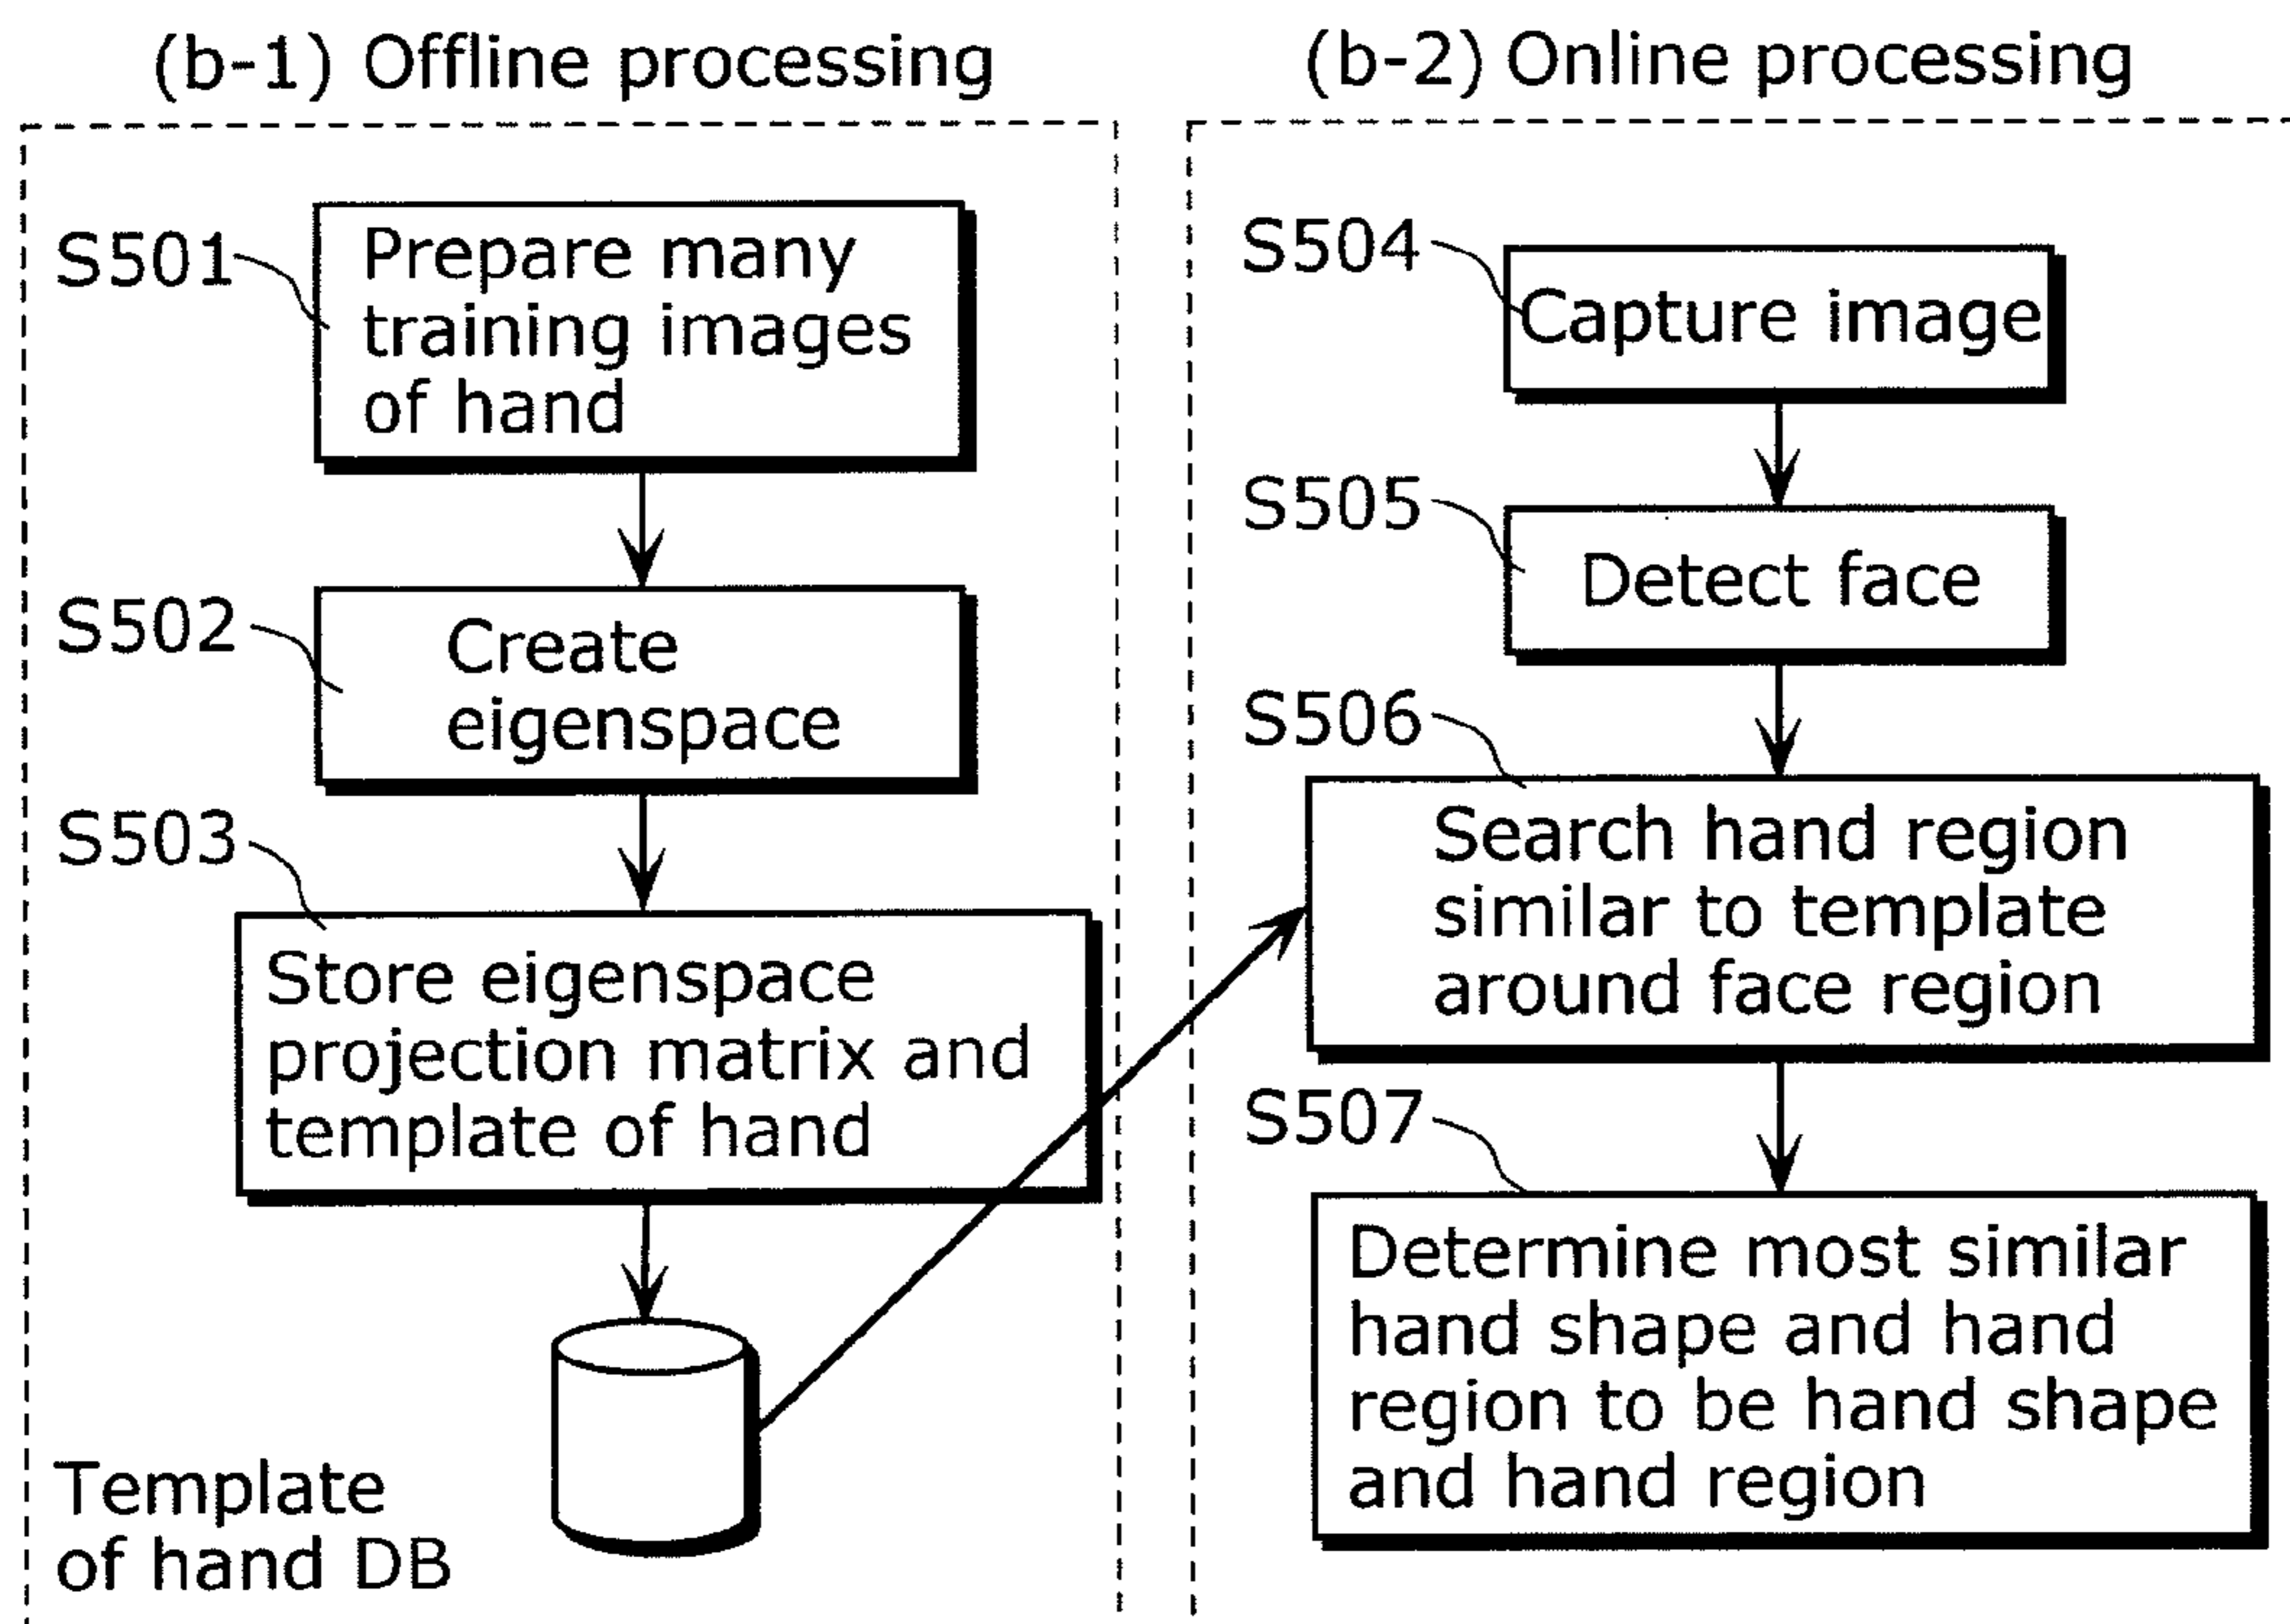 (b-1) Offline processing
S501
Prepare many
training images
of hand
S502
Create
eigenspace
S503
Store eigenspace
projection matrix and
template of hand
Template
of hand DB
(b-2) Online processing
S504
Capture image
S505
Detect face
S506
Search hand region
similar to template
around face region
S507
Determine most similar
hand shape and hand
region to be hand shape
and hand region